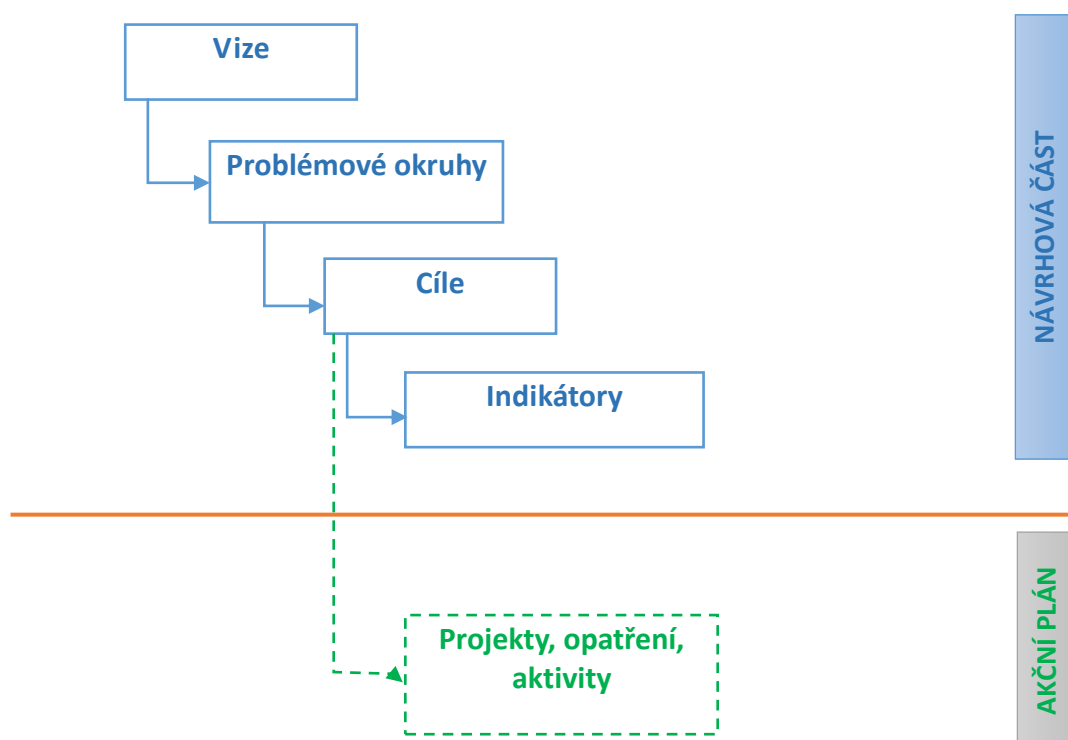 Vize
Problémové okruhy
Cíle
Indikátory
NÁVRHOVÁ ČÁST
Projekty, opatření,
aktivity
AKČNÍ PLÁN